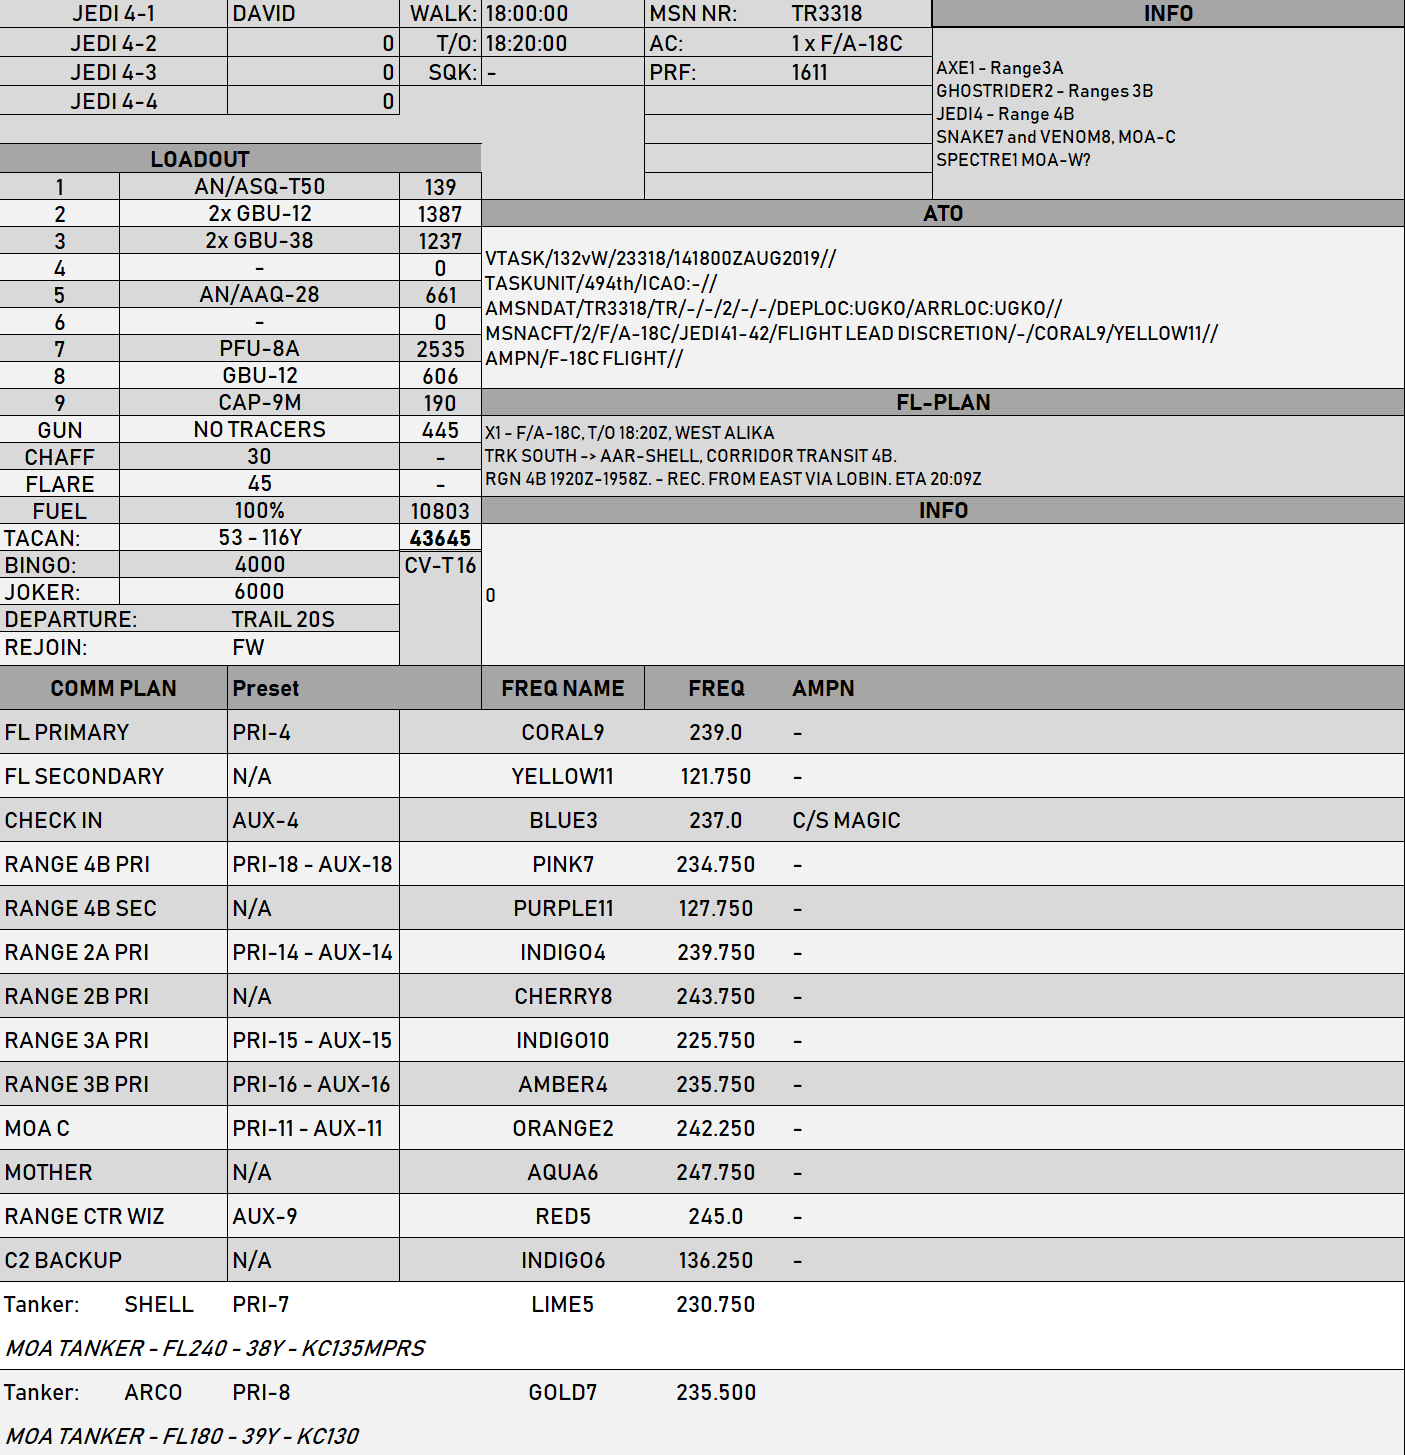 JEDI 4-1 DAVID WALK: 18:00:00 MSN NR: TR3318 INFO
JEDI 4-2 0 T/O: 18:20:00 AC: 1 x F/A-18C
JEDI 4-3 0 SQK: - PRF: 1611
JEDI 4-4 0
AXE1 - Range3A
GHOSTRIDER2 - Ranges 3B
JEDI4 - Range 4B
SNAKE7 and VENOM8, MOA-C
SPECTRE1 MOA-W?
LOADOUT
1 AN/ASQ-T50 139
2 2x GBU-12 1387
3 2x GBU-38 1237
4 - 0
5 AN/AAQ-28 661
6 - 0
7 PFU-8A 2535
8 GBU-12 606
9 CAP-9M 190
GUN NO TRACERS 445
CHAFF 30 -
FLARE 45 -
FUEL 100% 10803
TACAN: 53 - 116Y 43645
BINGO: 4000 CV-T16
JOKER: 6000
DEPARTURE: TRAIL 20S
REJOIN: FW
ATO
VTASK/132vW/23318/141800ZAUG2019//
TASKUNIT/494th/ICAO:-//
AMSNDAT/TR3318/TR/-/-/2/-/-/-/DEPLOC:UGKO/ARRLOC:UGKO//
MSNACFT/2/F/A-18C/JEDI41-42/FLIGHT LEAD DISCRETION/-/CORAL9/YELLOW11//
AMPN/F-18C FLIGHT//
FL-PLAN
X1 - F/A-18C, T/O 18:20Z, WEST ALIKA
TRK SOUTH -> AAR-SHELL, CORRIDOR TRANSIT 4B.
RGN 4B 1920Z-1958Z. - REC. FROM EAST VIA LOBIN. ETA 20:09Z
INFO
0
COMM PLAN Preset FREQ NAME FREQ AMPN
FL PRIMARY PRI-4 CORAL9 239.0 -
FL SECONDARY N/A YELLOW11 121.750 -
CHECK IN AUX-4 BLUE3 237.0 C/S MAGIC
RANGE 4B PRI PRI-18 - AUX-18 PINK7 234.750 -
RANGE 4B SEC N/A PURPLE11 127.750 -
RANGE 2A PRI PRI-14 - AUX-14 INDIGO4 239.750 -
RANGE 2B PRI N/A CHERRY8 243.750 -
RANGE 3A PRI PRI-15 - AUX-15 INDIGO10 225.750 -
RANGE 3B PRI PRI-16 - AUX-16 AMBER4 235.750 -
MOA C PRI-11 - AUX-11 ORANGE2 242.250 -
MOTHER N/A AQUA6 247.750 -
RANGE CTR WIZ AUX-9 RED5 245.0 -
C2 BACKUP N/A INDIGO6 136.250 -
Tanker: SHELL PRI-7 LIME5 230.750
MOA TANKER - FL240 - 38Y - KC135MPRS
Tanker: ARCO PRI-8 GOLD7 235.500
MOA TANKER - FL180 - 39Y - KC130